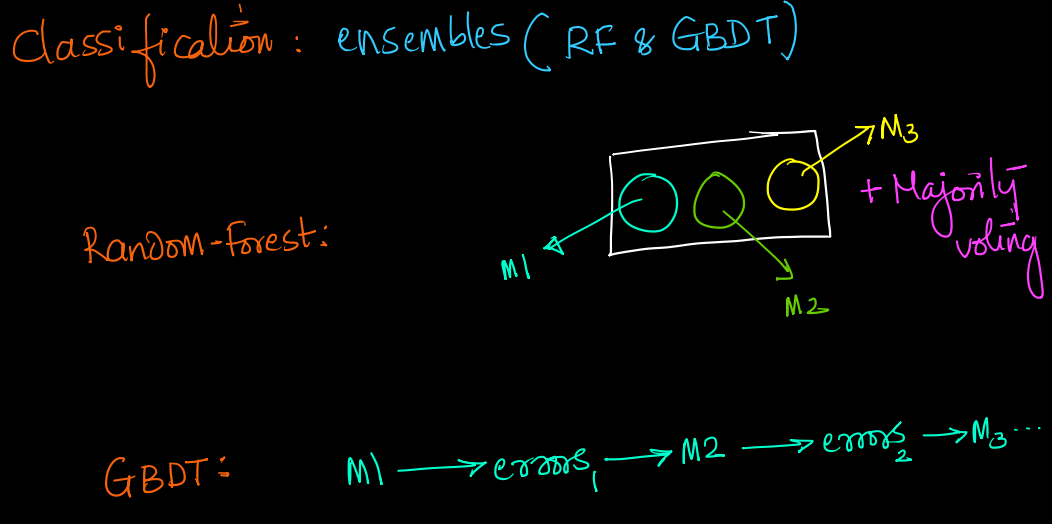 Classification: ensembles (RF & GBDT)
M3
+ Majority
voting
Random-Forest:
M1
M2
GBDT: M1 → errors1 → M2 → errors2 → M3 ...